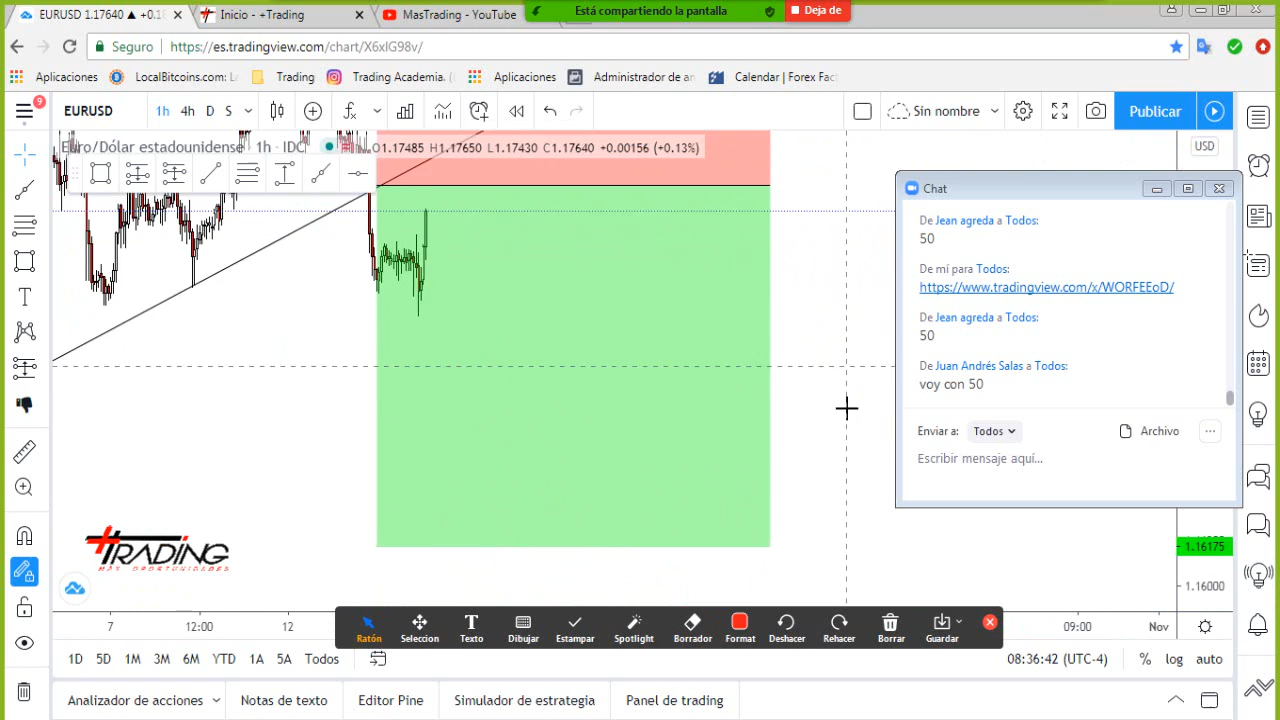 EURUSD 1.17640 ▲ +0.1
Inicio - +Trading
MasTrading - YouTube
Está compartiendo la pantalla
Deja de
Seguro
https://es.tradingview.com/chart/X6xIG98v/
Aplicaciones
LocalBitcoins.com: L
Trading
Trading Academia. (
Aplicaciones
Administrador de an
Calendar | Forex Fact
9
EURUSD
1h
4h
D
S
Sin nombre
Publicar
Euro/Dólar estadounidense · 1h · IDC
O1.17485 H1.17650 L1.17430 C1.17640 +0.00156 (+0.13%)
USD
Chat
De Jean agreda a Todos:
50
De mí para Todos:
https://www.tradingview.com/x/WORFEEoD/
De Jean agreda a Todos:
50
De Juan Andrés Salas a Todos:
voy con 50
Enviar a:
Todos
Archivo
...
Escribir mensaje aquí...
+TRADING
MÁS OPORTUNIDADES
1.16175
1.16000
7
12:00
12
09:00
Nov
Ratón
Seleccion
Texto
Dibujar
Estampar
Spotlight
Borrador
Format
Deshacer
Rehacer
Borrar
Guardar
1D
5D
1M
3M
6M
YTD
1A
5A
Todos
08:36:42 (UTC-4)
%
log
auto
Analizador de acciones
Notas de texto
Editor Pine
Simulador de estrategia
Panel de trading